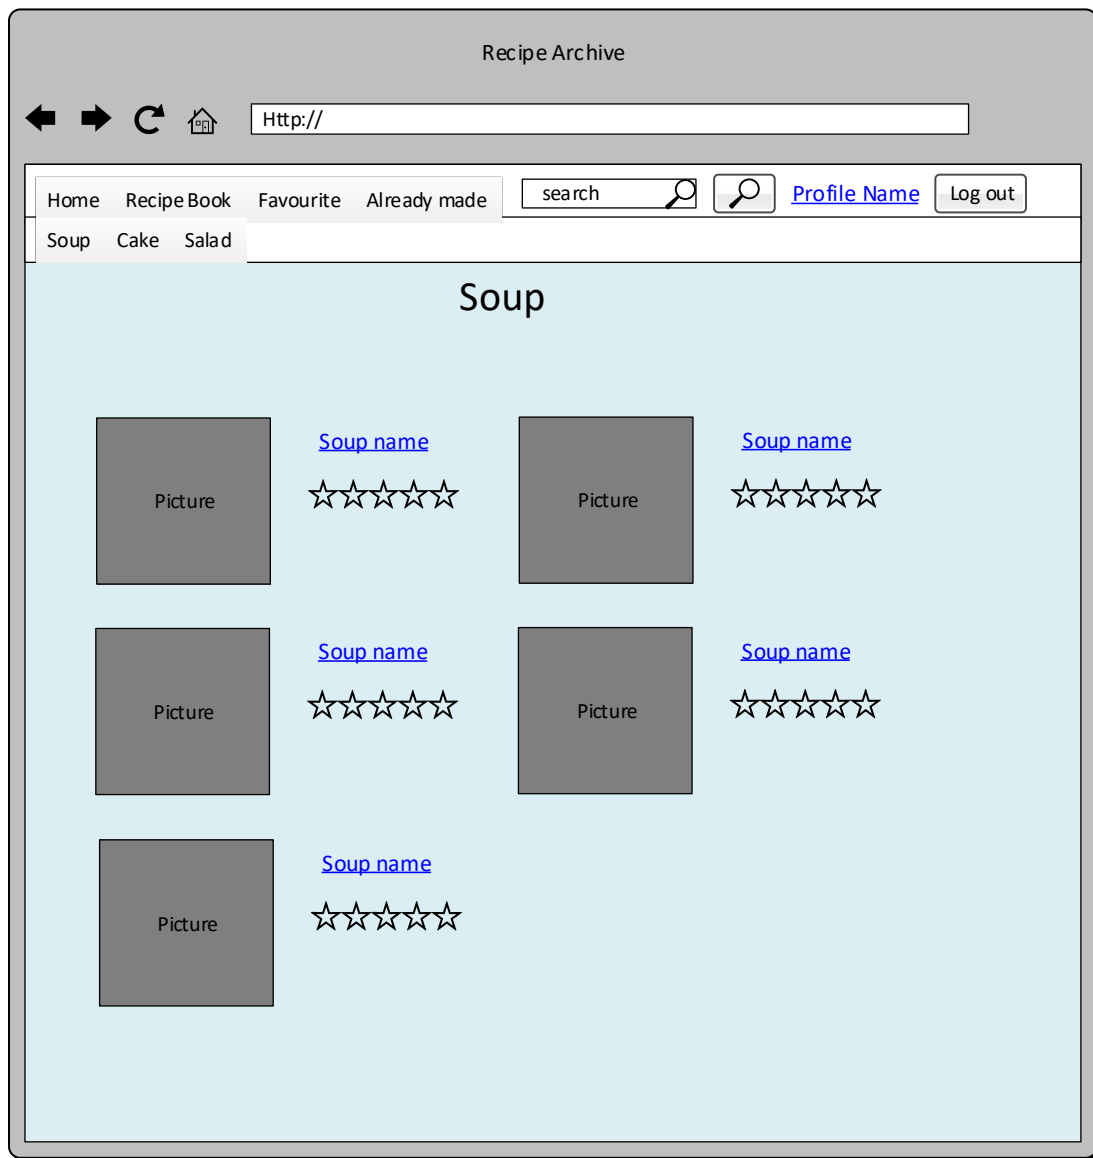 Recipe Archive
Http://
Home Recipe Book Favourite Already made search Profile Name Log out
Soup Cake Salad
Soup
Picture Soup name Picture Soup name
Picture Soup name Picture Soup name
Picture Soup name